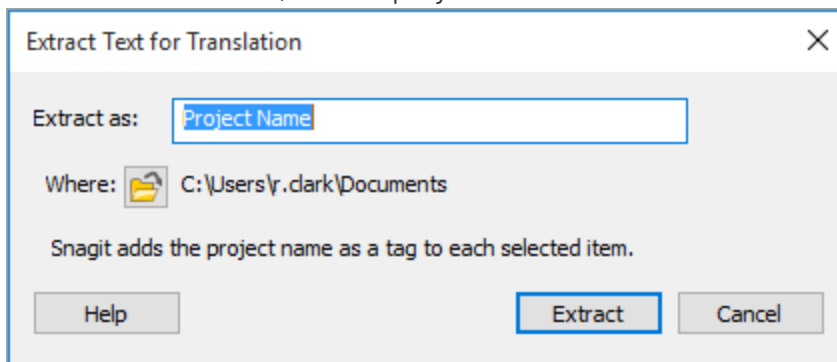 Extract Text for Translation
Extract as: Project Name
Where: C:\Users\r.clark\Documents
Snagit adds the project name as a tag to each selected item.
Help Extract Cancel